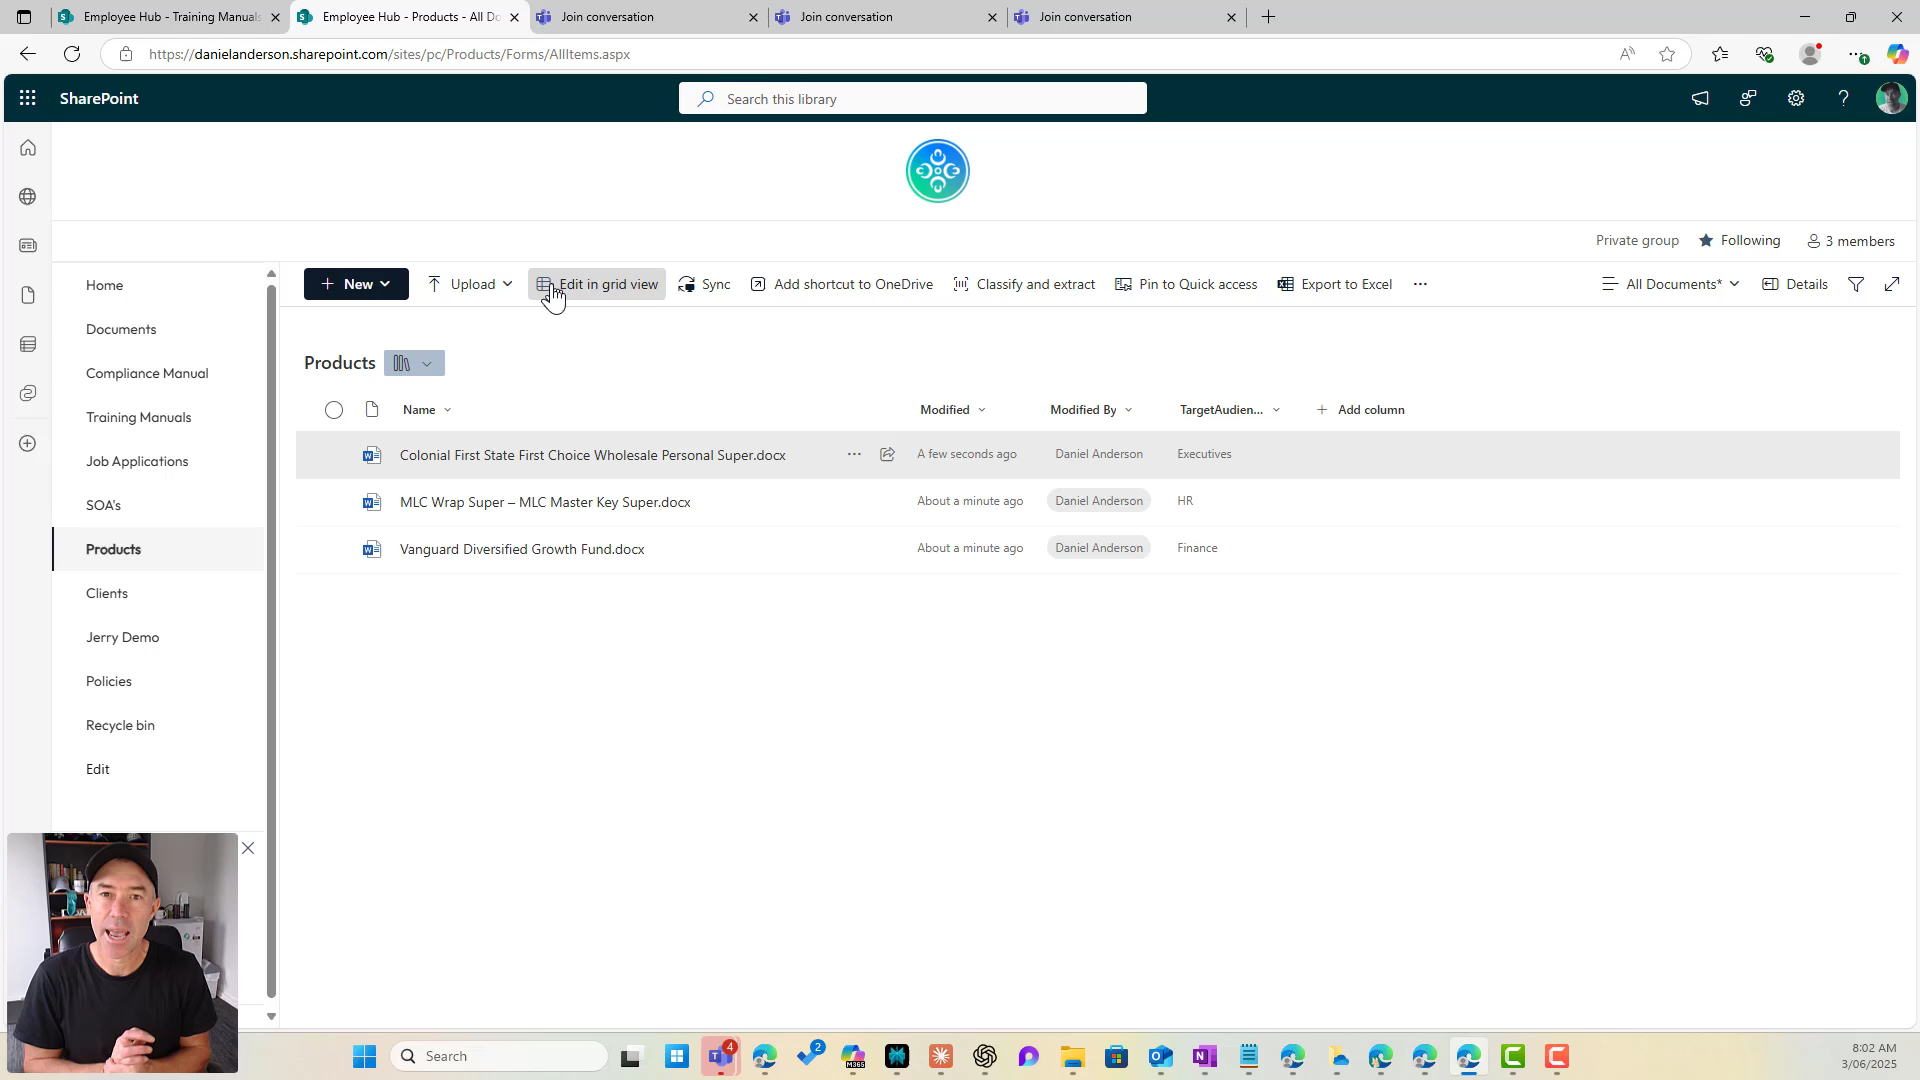 Employee Hub - Training Manuals
Employee Hub - Products - All Do
Join conversation
Join conversation
Join conversation
https://danielanderson.sharepoint.com/sites/pc/Products/Forms/AllItems.aspx
SharePoint
Search this library
Private group
Following
3 members
Home
Documents
Compliance Manual
Training Manuals
Job Applications
SOA's
Products
Clients
Jerry Demo
Policies
Recycle bin
Edit
New
Upload
Edit in grid view
Sync
Add shortcut to OneDrive
Classify and extract
Pin to Quick access
Export to Excel
All Documents*
Details
Products
Name Modified Modified By TargetAudien... Add column
Colonial First State First Choice Wholesale Personal Super.docx A few seconds ago Daniel Anderson Executives
MLC Wrap Super – MLC Master Key Super.docx About a minute ago Daniel Anderson HR
Vanguard Diversified Growth Fund.docx About a minute ago Daniel Anderson Finance
Search
4
2
M365
8:02 AM
3/06/2025